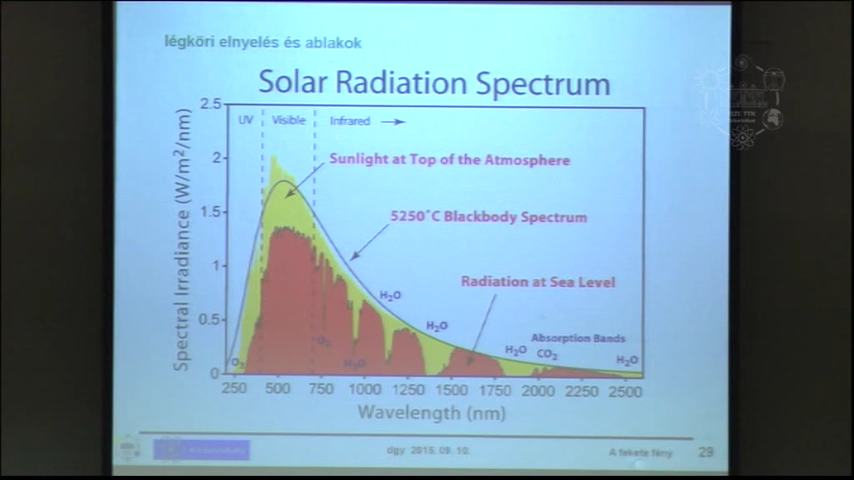 légköri elnyelés és ablakok
Solar Radiation Spectrum
UV Visible Infrared
Sunlight at Top of the Atmosphere
5250°C Blackbody Spectrum
Radiation at Sea Level
H₂O
H₂O
Absorption Bands
H₂O CO₂ H₂O
O₂
H₂O
Spectral Irradiance (W/m²/nm)
2.5
2
1.5
1
0.5
0
250 500 750 1000 1250 1500 1750 2000 2250 2500
Wavelength (nm)
dgy 2015. 09. 10. A fekete fény 29